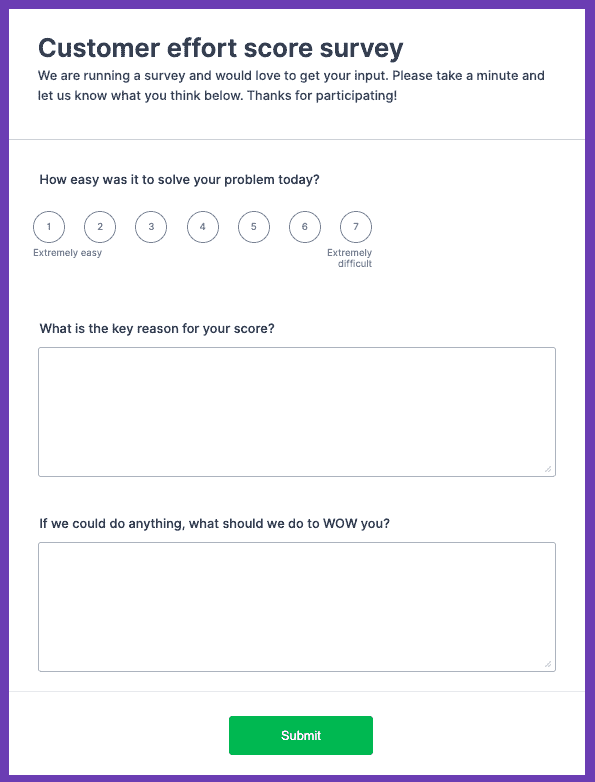 Customer effort score survey
We are running a survey and would love to get your input. Please take a minute and
let us know what you think below. Thanks for participating!
How easy was it to solve your problem today?
1 2 3 4 5 6 7
Extremely easy Extremely
difficult
What is the key reason for your score?
If we could do anything, what should we do to WOW you?
Submit